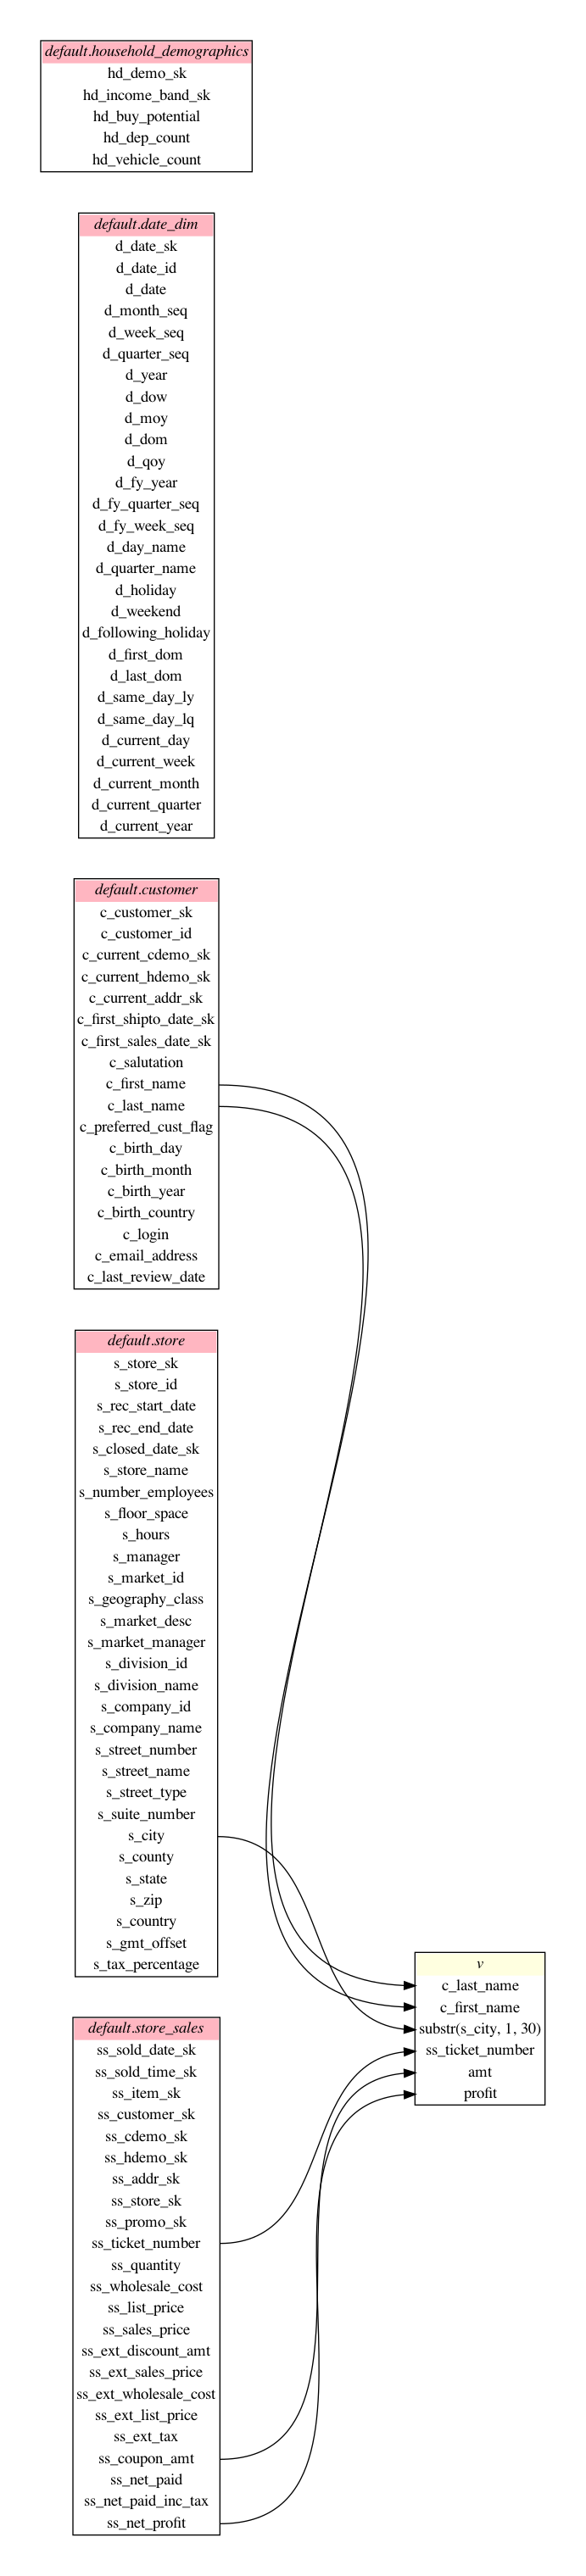 default.household_demographics
hd_demo_sk
hd_income_band_sk
hd_buy_potential
hd_dep_count
hd_vehicle_count
default.date_dim
d_date_sk
d_date_id
d_date
d_month_seq
d_week_seq
d_quarter_seq
d_year
d_dow
d_moy
d_dom
d_qoy
d_fy_year
d_fy_quarter_seq
d_fy_week_seq
d_day_name
d_quarter_name
d_holiday
d_weekend
d_following_holiday
d_first_dom
d_last_dom
d_same_day_ly
d_same_day_lq
d_current_day
d_current_week
d_current_month
d_current_quarter
d_current_year
default.customer
c_customer_sk
c_customer_id
c_current_cdemo_sk
c_current_hdemo_sk
c_current_addr_sk
c_first_shipto_date_sk
c_first_sales_date_sk
c_salutation
c_first_name
c_last_name
c_preferred_cust_flag
c_birth_day
c_birth_month
c_birth_year
c_birth_country
c_login
c_email_address
c_last_review_date
default.store
s_store_sk
s_store_id
s_rec_start_date
s_rec_end_date
s_closed_date_sk
s_store_name
s_number_employees
s_floor_space
s_hours
s_manager
s_market_id
s_geography_class
s_market_desc
s_market_manager
s_division_id
s_division_name
s_company_id
s_company_name
s_street_number
s_street_name
s_street_type
s_suite_number
s_city
s_county
s_state
s_zip
s_country
s_gmt_offset
s_tax_percentage
default.store_sales
ss_sold_date_sk
ss_sold_time_sk
ss_item_sk
ss_customer_sk
ss_cdemo_sk
ss_hdemo_sk
ss_addr_sk
ss_store_sk
ss_promo_sk
ss_ticket_number
ss_quantity
ss_wholesale_cost
ss_list_price
ss_sales_price
ss_ext_discount_amt
ss_ext_sales_price
ss_ext_wholesale_cost
ss_ext_list_price
ss_ext_tax
ss_coupon_amt
ss_net_paid
ss_net_paid_inc_tax
ss_net_profit
v
c_last_name
c_first_name
substr(s_city, 1, 30)
ss_ticket_number
amt
profit